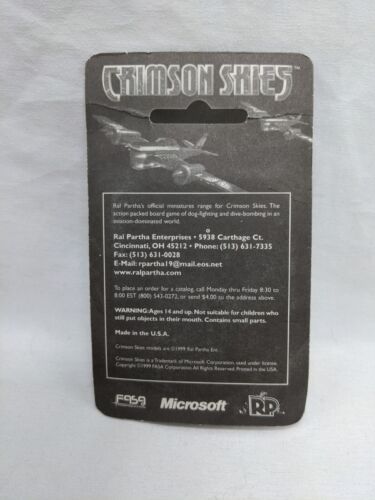 CRIMSON SKIES™
Ral Partha's official miniatures range for Crimson Skies. The
action packed board game of dog-fighting and dive-bombing in an
aviation-dominated world.
Ral Partha Enterprises • 5938 Carthage Ct.
Cincinnati, OH 45212 • Phone: (513) 631-7335
Fax: (513) 631-0028
E-Mail: rpartha19@mail.eos.net
www.ralpartha.com
To place an order for a catalog, call Monday thru Friday 8:30 to
8:00 EST (800) 543-0272, or send $4.00 to the address above.
WARNING: Ages 14 and up. Not suitable for children who
still put objects in their mouth. Contains small parts.
Made in the U.S.A.
Crimson Skies models are ©1999 Ral Partha Ent.
Crimson Skies is a Trademark of Microsoft Corporation used under license.
Copyright ©1999 FASA Corporation. All Rights Reserved. Printed in the USA.
FASA
Microsoft
RP